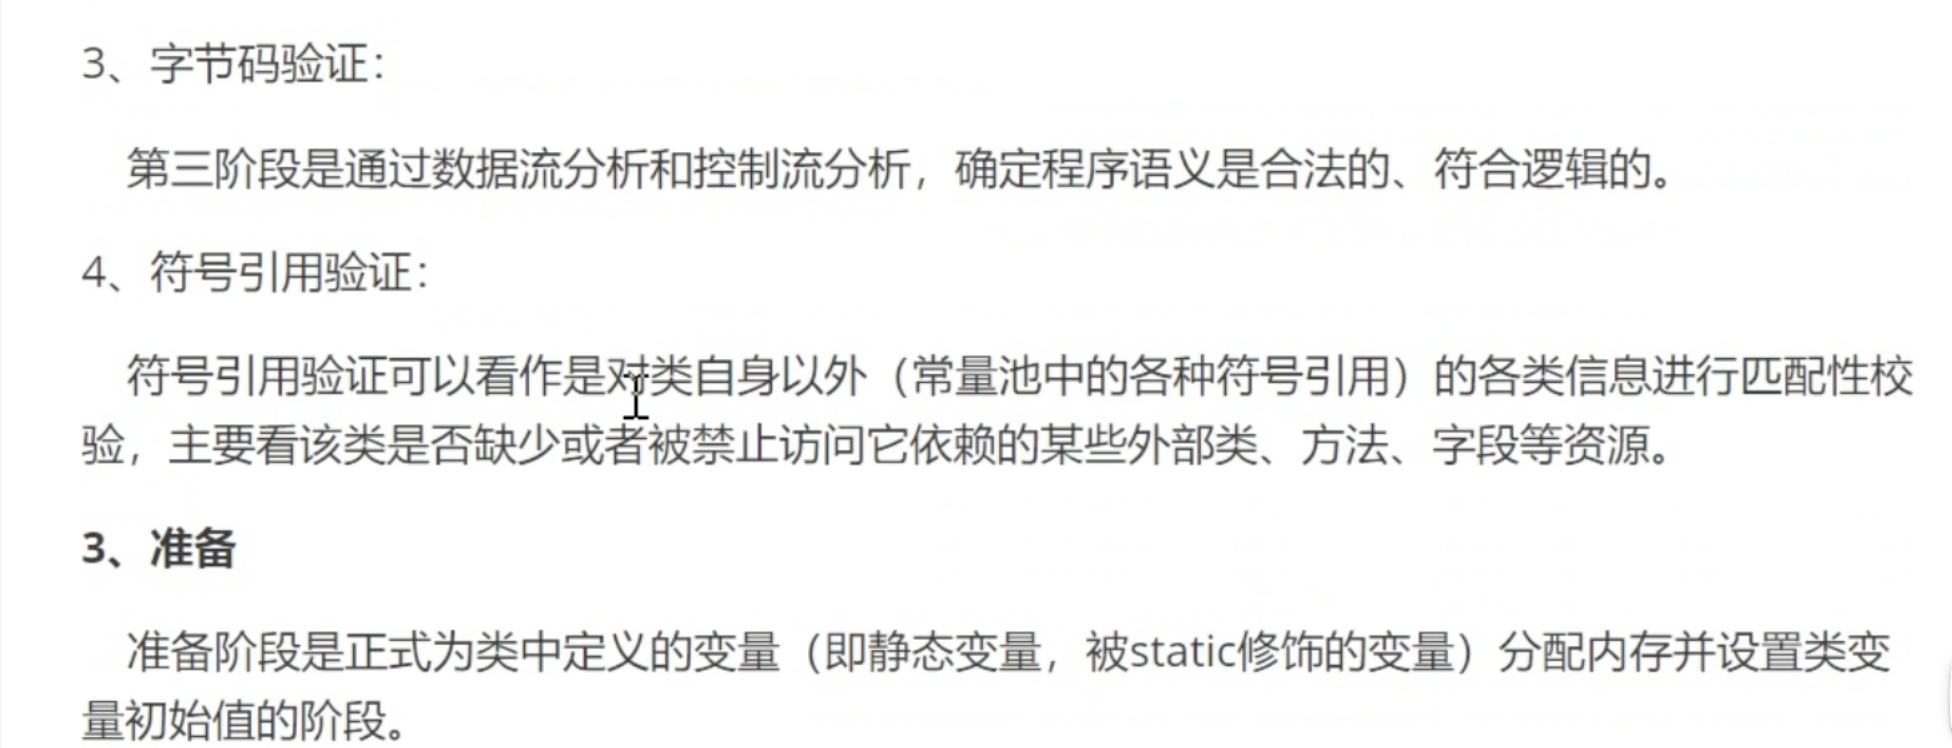 3、字节码验证：
第三阶段是通过数据流分析和控制流分析，确定程序语义是合法的、符合逻辑的。
4、符号引用验证：
符号引用验证可以看作是对类自身以外（常量池中的各种符号引用）的各类信息进行匹配性校
验，主要看该类是否缺少或者被禁止访问它依赖的某些外部类、方法、字段等资源。
3、准备
准备阶段是正式为类中定义的变量（即静态变量，被static修饰的变量）分配内存并设置类变
量初始值的阶段。